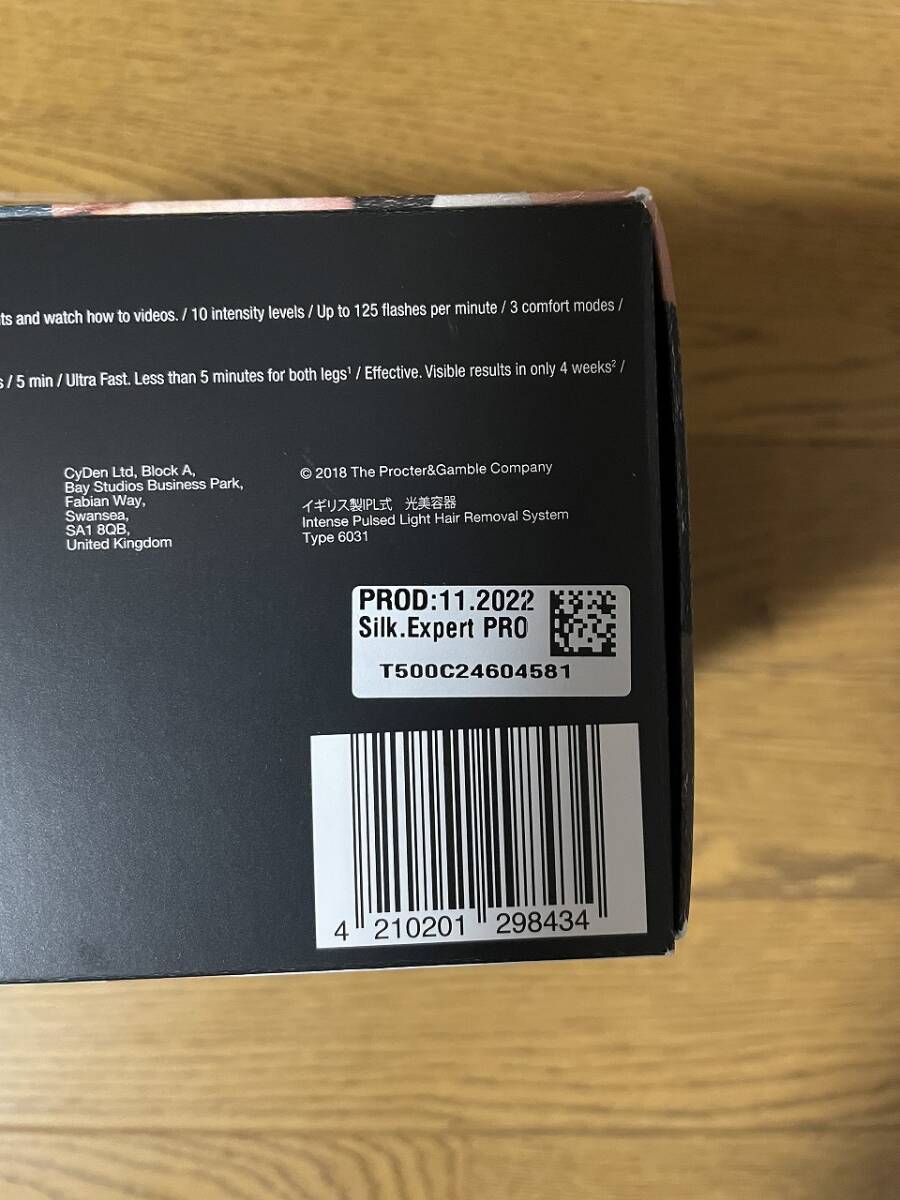 ts and watch how to videos. / 10 intensity levels / Up to 125 flashes per minute / 3 comfort modes /
s / 5 min / Ultra Fast. Less than 5 minutes for both legs¹ / Effective. Visible results in only 4 weeks² /
CyDen Ltd, Block A,
Bay Studios Business Park,
Fabian Way,
Swansea,
SA1 8QB,
United Kingdom
© 2018 The Procter&Gamble Company
イギリス製IPL式 光美容器
Intense Pulsed Light Hair Removal System
Type 6031
PROD:11.2022
Silk.Expert PRO
T500C24604581
4 210201 298434